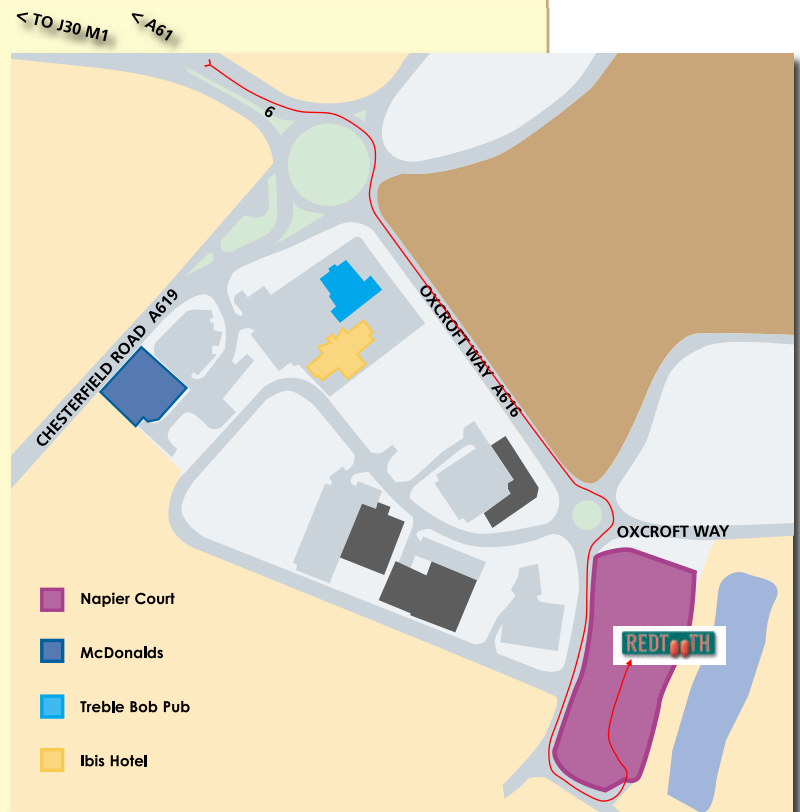 < TO J30 M1
< A61
6
CHESTERFIELD ROAD A619
OXCROFT WAY A616
OXCROFT WAY
REDTOOTH
Napier Court
McDonalds
Treble Bob Pub
Ibis Hotel